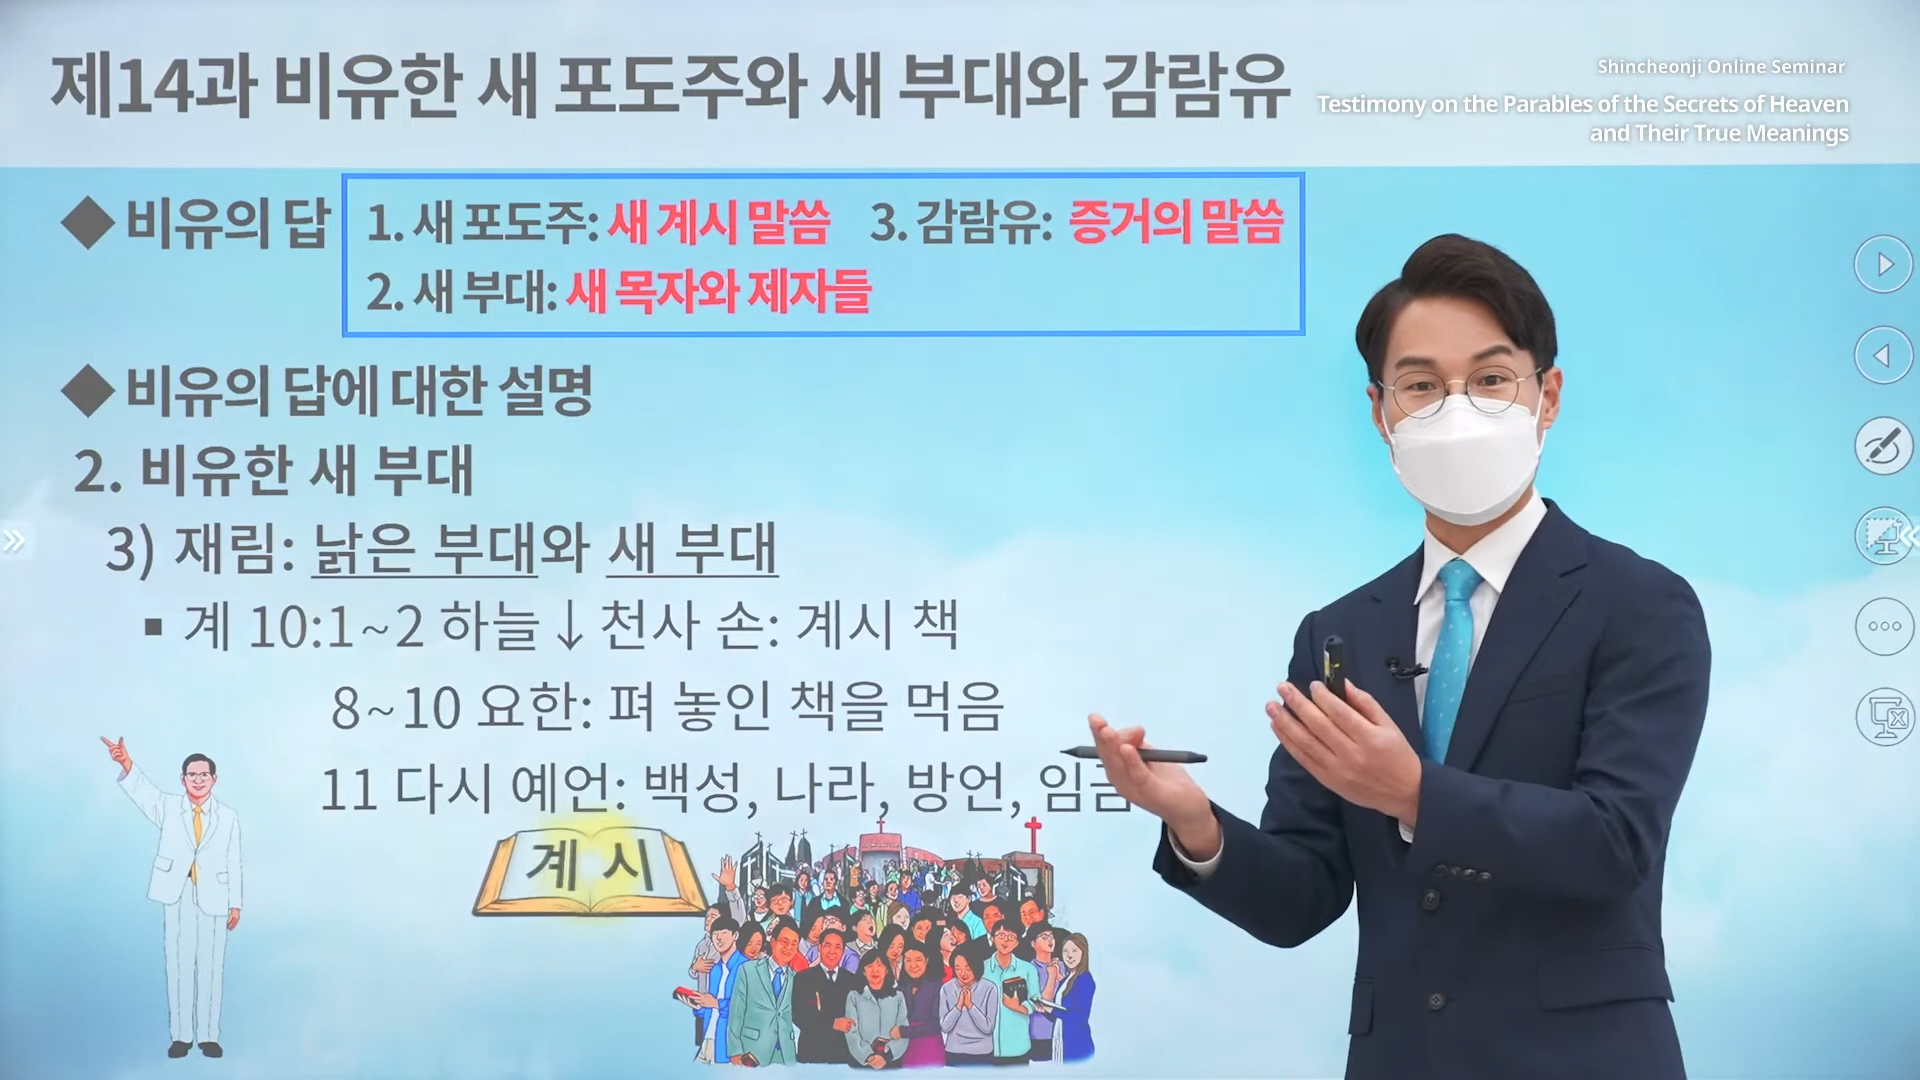 제14과 비유한 새 포도주와 새 부대와 감람유
Shincheonji Online Seminar
Testimony on the Parables of the Secrets of Heaven
and Their True Meanings
◆비유의 답
1. 새 포도주: 새 계시 말씀 3. 감람유: 증거의 말씀
2. 새 부대: 새 목자와 제자들
◆비유의 답에 대한 설명
2. 비유한 새 부대
3) 재림: 낡은 부대와 새 부대
▪ 계 10:1~2 하늘↓천사 손: 계시 책
8~10 요한: 펴 놓인 책을 먹음
11 다시 예언: 백성, 나라, 방언, 임금
계 시